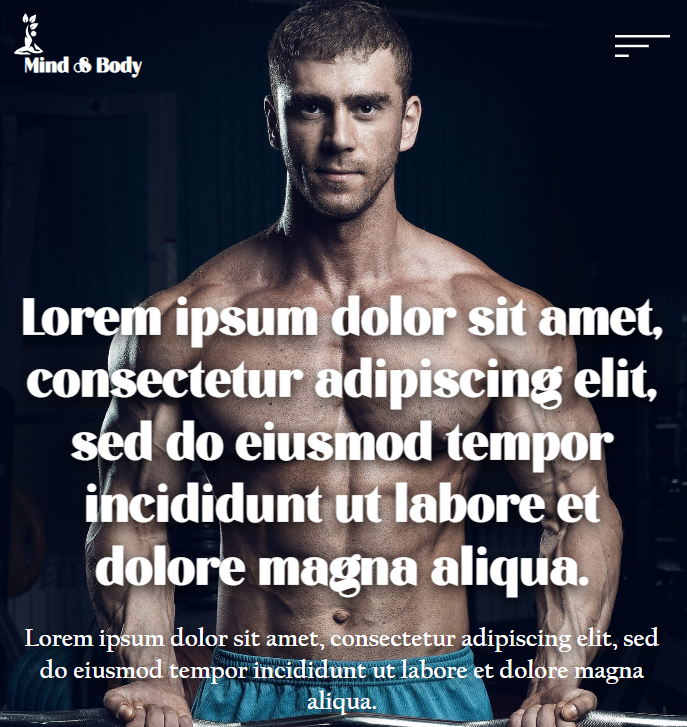 Mind & Body
Lorem ipsum dolor sit amet,
consectetur adipiscing elit,
sed do eiusmod tempor
incididunt ut labore et
dolore magna aliqua.
Lorem ipsum dolor sit amet, consectetur adipiscing elit, sed
do eiusmod tempor incididunt ut labore et dolore magna
aliqua.